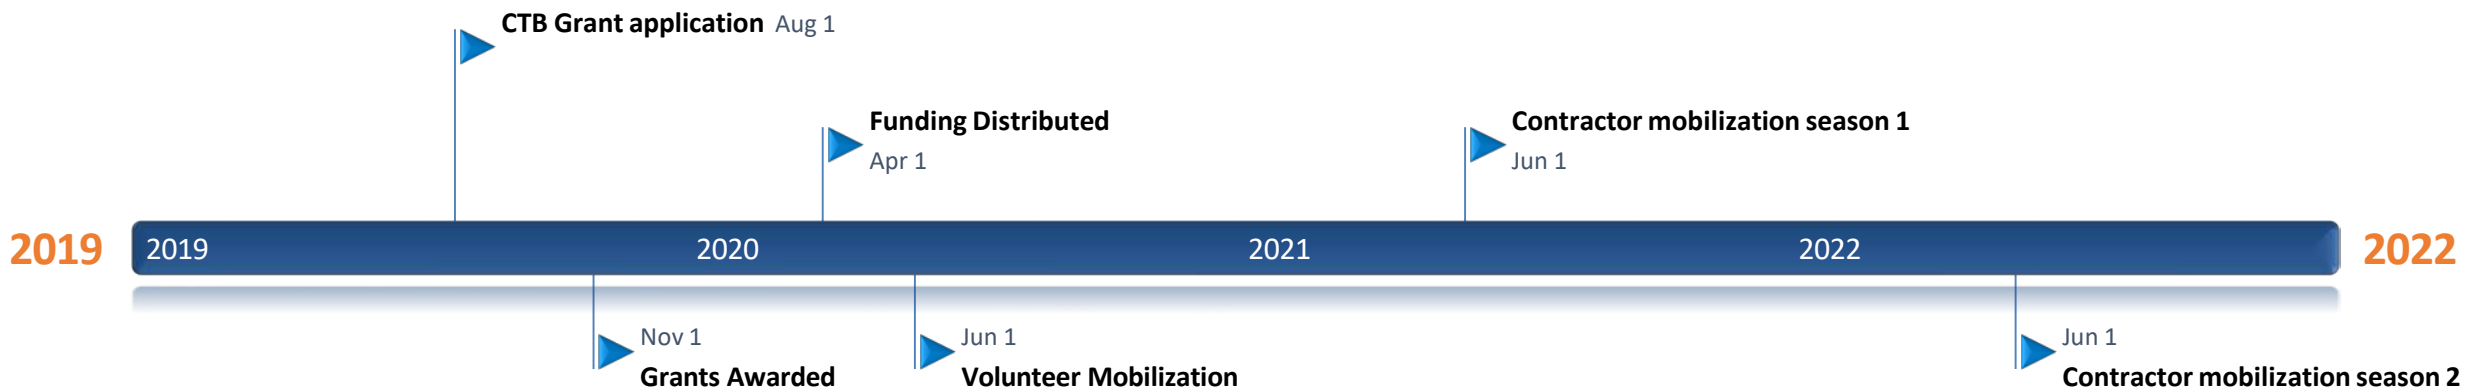 CTB Grant application Aug 1
Funding Distributed
Apr 1
Contractor mobilization season 1
Jun 1
2019 2019 2020 2021 2022 2022
Nov 1
Grants Awarded
Jun 1
Volunteer Mobilization
Jun 1
Contractor mobilization season 2